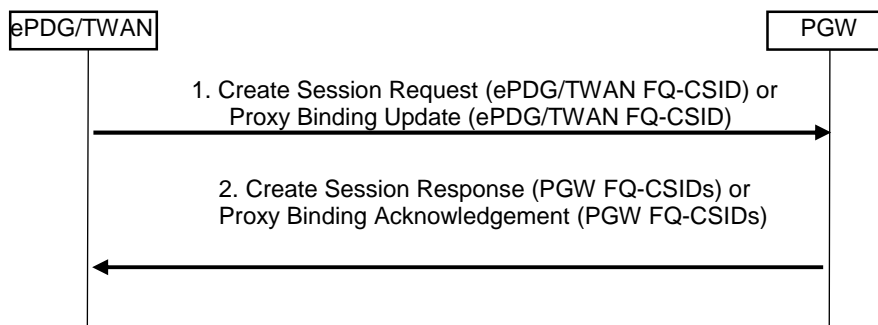 ePDG/TWAN
PGW
1. Create Session Request (ePDG/TWAN FQ-CSID) or
Proxy Binding Update (ePDG/TWAN FQ-CSID)
2. Create Session Response (PGW FQ-CSIDs) or
Proxy Binding Acknowledgement (PGW FQ-CSIDs)